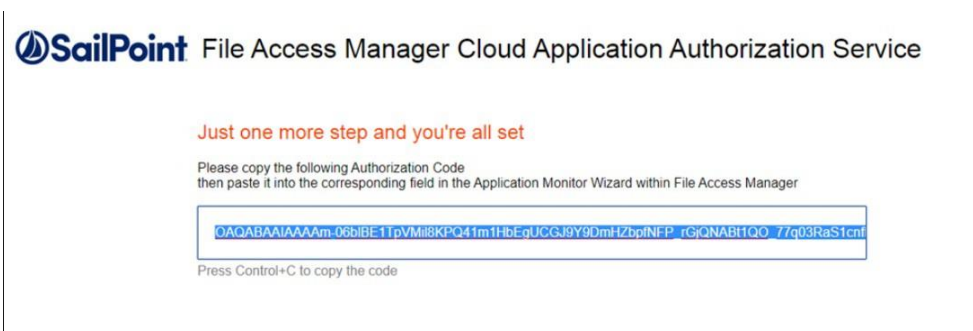 SailPoint File Access Manager Cloud Application Authorization Service
Just one more step and you're all set
Please copy the following Authorization Code
then paste it into the corresponding field in the Application Monitor Wizard within File Access Manager
OAQABAAIAAAAm-06blBE1TpVMil8KPQ41m1HbEgUCGJ9Y9DmHZbpfNFP_rGjQNABt1QO_77q03RaS1cnf
Press Control+C to copy the code